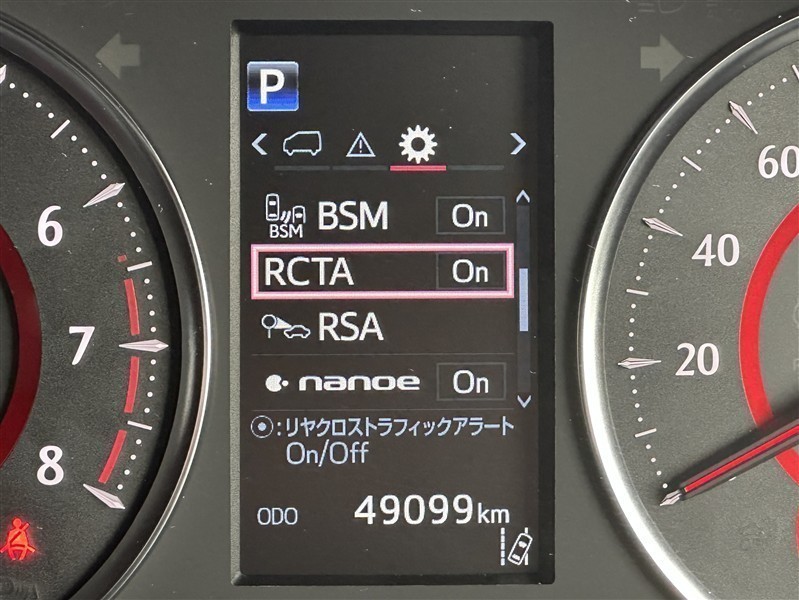 P
BSM
BSM On
RCTA On
RSA
nanoe On
:リヤクロストラフィックアラート
On/Off
ODO 49099km
6
7
8
60
40
20